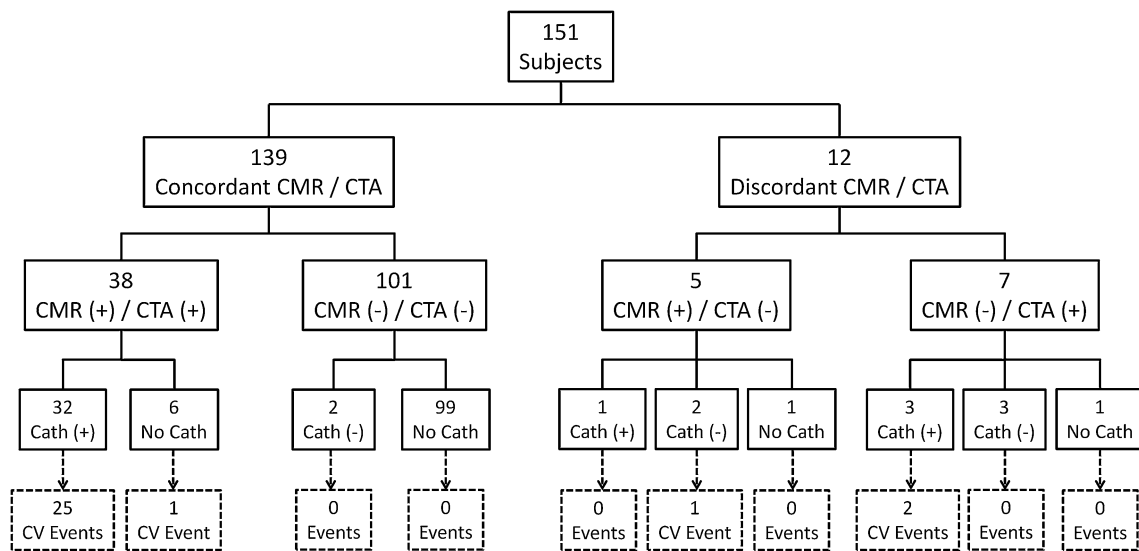 151
Subjects
139
Concordant CMR / CTA
12
Discordant CMR / CTA
38
CMR (+) / CTA (+)
101
CMR (-) / CTA (-)
5
CMR (+) / CTA (-)
7
CMR (-) / CTA (+)
32
Cath (+)
6
No Cath
2
Cath (-)
99
No Cath
1
Cath (+)
2
Cath (-)
1
No Cath
3
Cath (+)
3
Cath (-)
1
No Cath
25
CV Events
1
CV Event
0
Events
0
Events
0
Events
1
CV Event
0
Events
2
CV Events
0
Events
0
Events